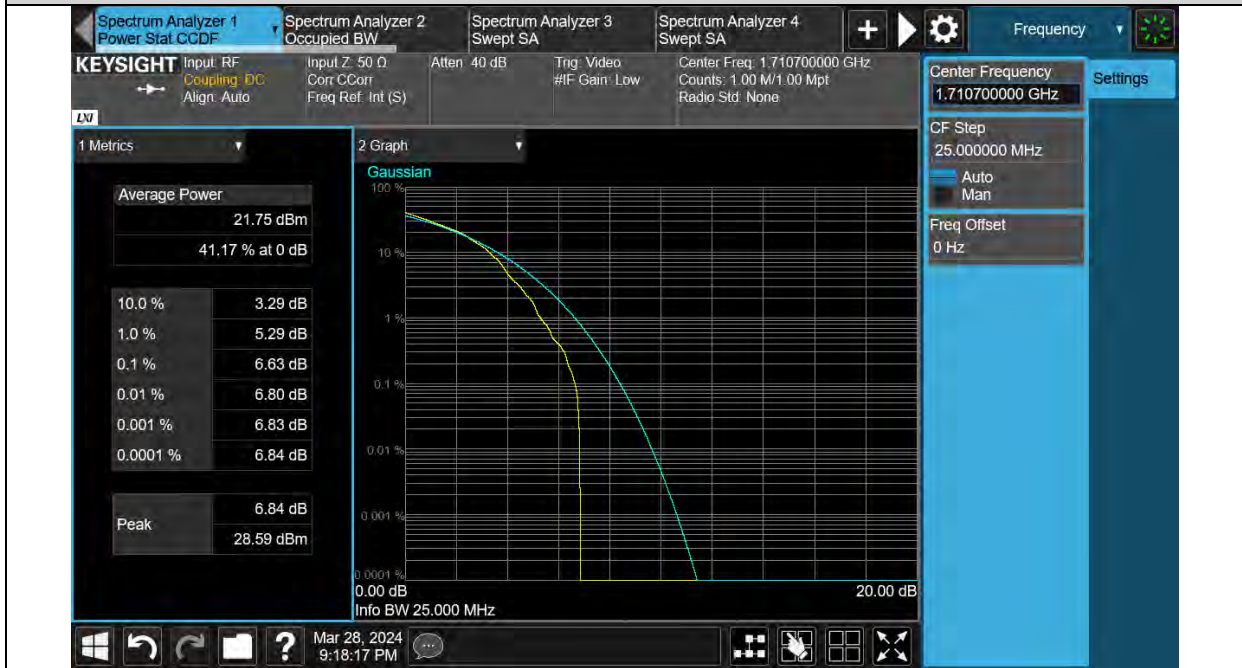 Spectrum Analyzer 1
Power Stat CCDF
Spectrum Analyzer 2
Occupied BW
Spectrum Analyzer 3
Swept SA
Spectrum Analyzer 4
Swept SA
+
Frequency
KEYSIGHT
Input: RF
Coupling: DC
Align: Auto
Input Z: 50 Ω
Corr CCorr
Freq Ref: Int (S)
Atten: 40 dB
Trig: Video
#IF Gain: Low
Center Freq: 1.710700000 GHz
Counts: 1.00 M/1.00 Mpt
Radio Std: None
LXI
Center Frequency
1.710700000 GHz
Settings
CF Step
25.000000 MHz
Auto
Man
Freq Offset
0 Hz
1 Metrics
Average Power
21.75 dBm
41.17 % at 0 dB
10.0 % 3.29 dB
1.0 % 5.29 dB
0.1 % 6.63 dB
0.01 % 6.80 dB
0.001 % 6.83 dB
0.0001 % 6.84 dB
Peak
6.84 dB
28.59 dBm
2 Graph
Gaussian
100 %
10 %
1 %
0.1 %
0.01 %
0.001 %
0.0001 %
0.00 dB
20.00 dB
Info BW 25.000 MHz
?
Mar 28, 2024
9:18:17 PM